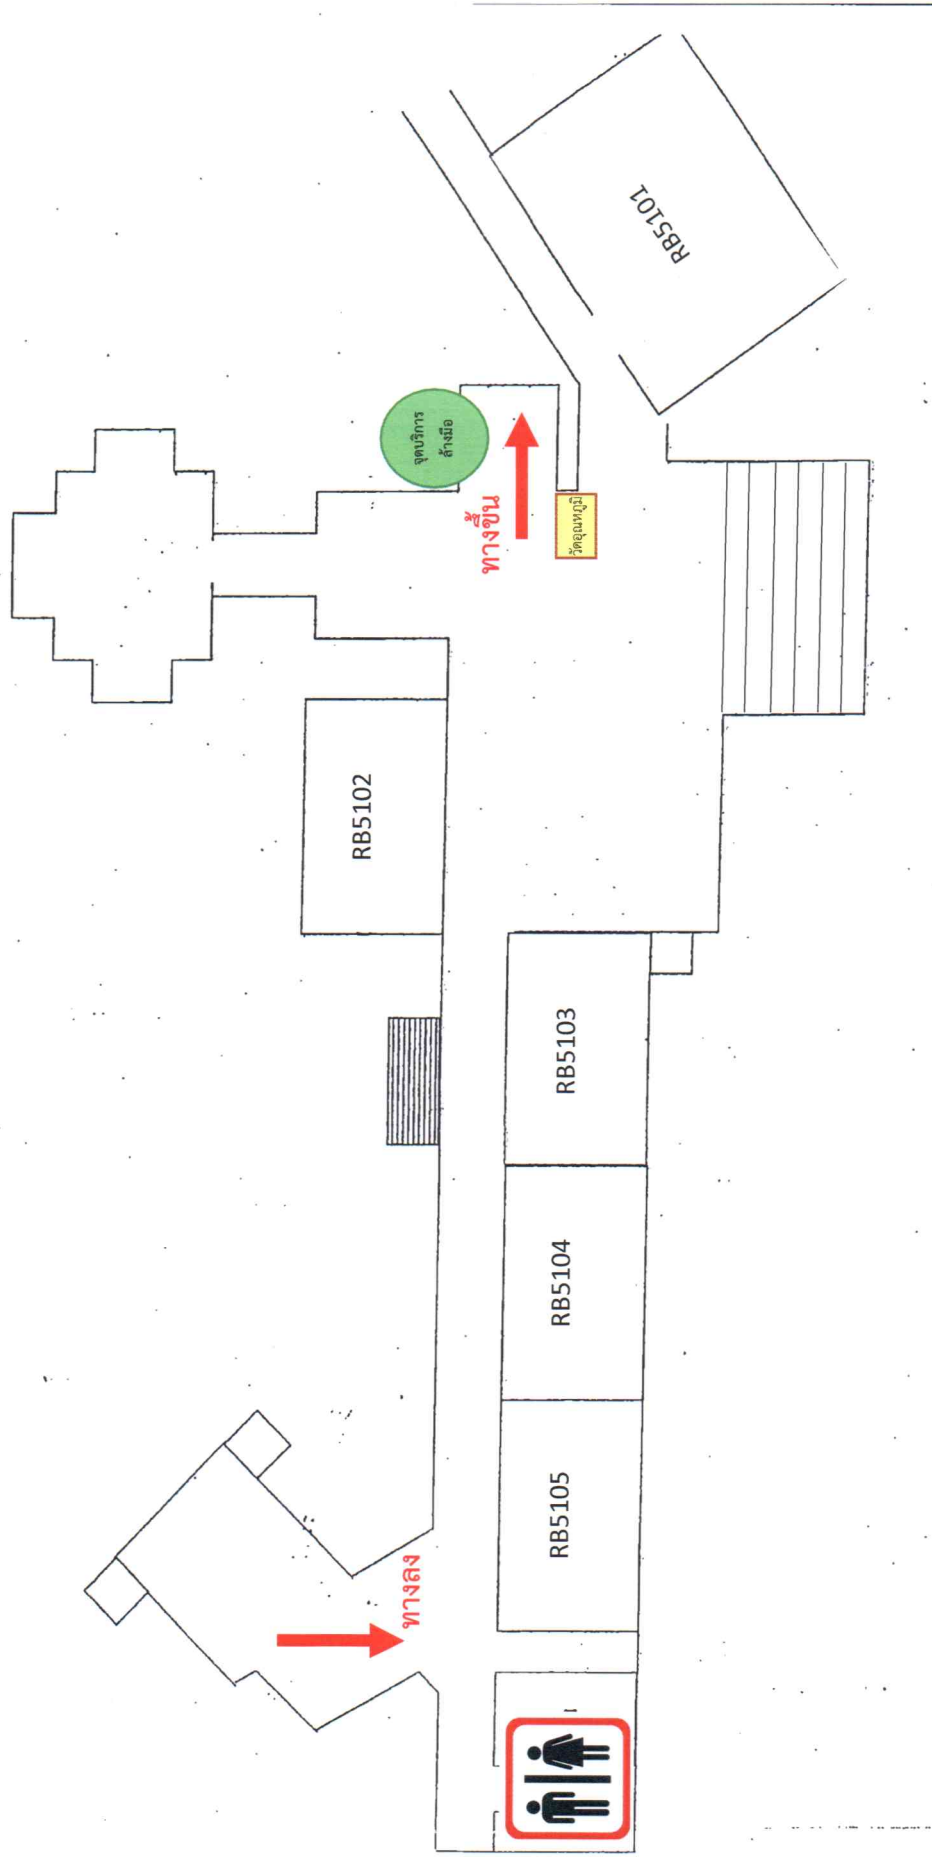 RB5101
จุดบริการ
ล้างมือ
ทางขึ้น
วัดอุณหภูมิ
RB5102
RB5103
RB5104
RB5105
ทางลง